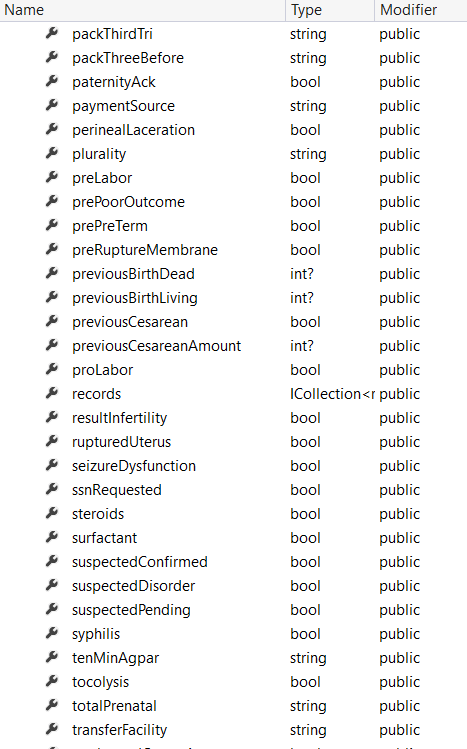 Name Type Modifier
packThirdTri string public
packThreeBefore string public
paternityAck bool public
paymentSource string public
perinealLaceration bool public
plurality string public
preLabor bool public
prePoorOutcome bool public
prePreTerm bool public
preRuptureMembrane bool public
previousBirthDead int? public
previousBirthLiving int? public
previousCesarean bool public
previousCesareanAmount int? public
proLabor bool public
records ICollection<r public
resultInfertility bool public
rupturedUterus bool public
seizureDysfunction bool public
ssnRequested bool public
steroids bool public
surfactant bool public
suspectedConfirmed bool public
suspectedDisorder bool public
suspectedPending bool public
syphilis bool public
tenMinAgpar string public
tocolysis bool public
totalPrenatal string public
transferFacility string public